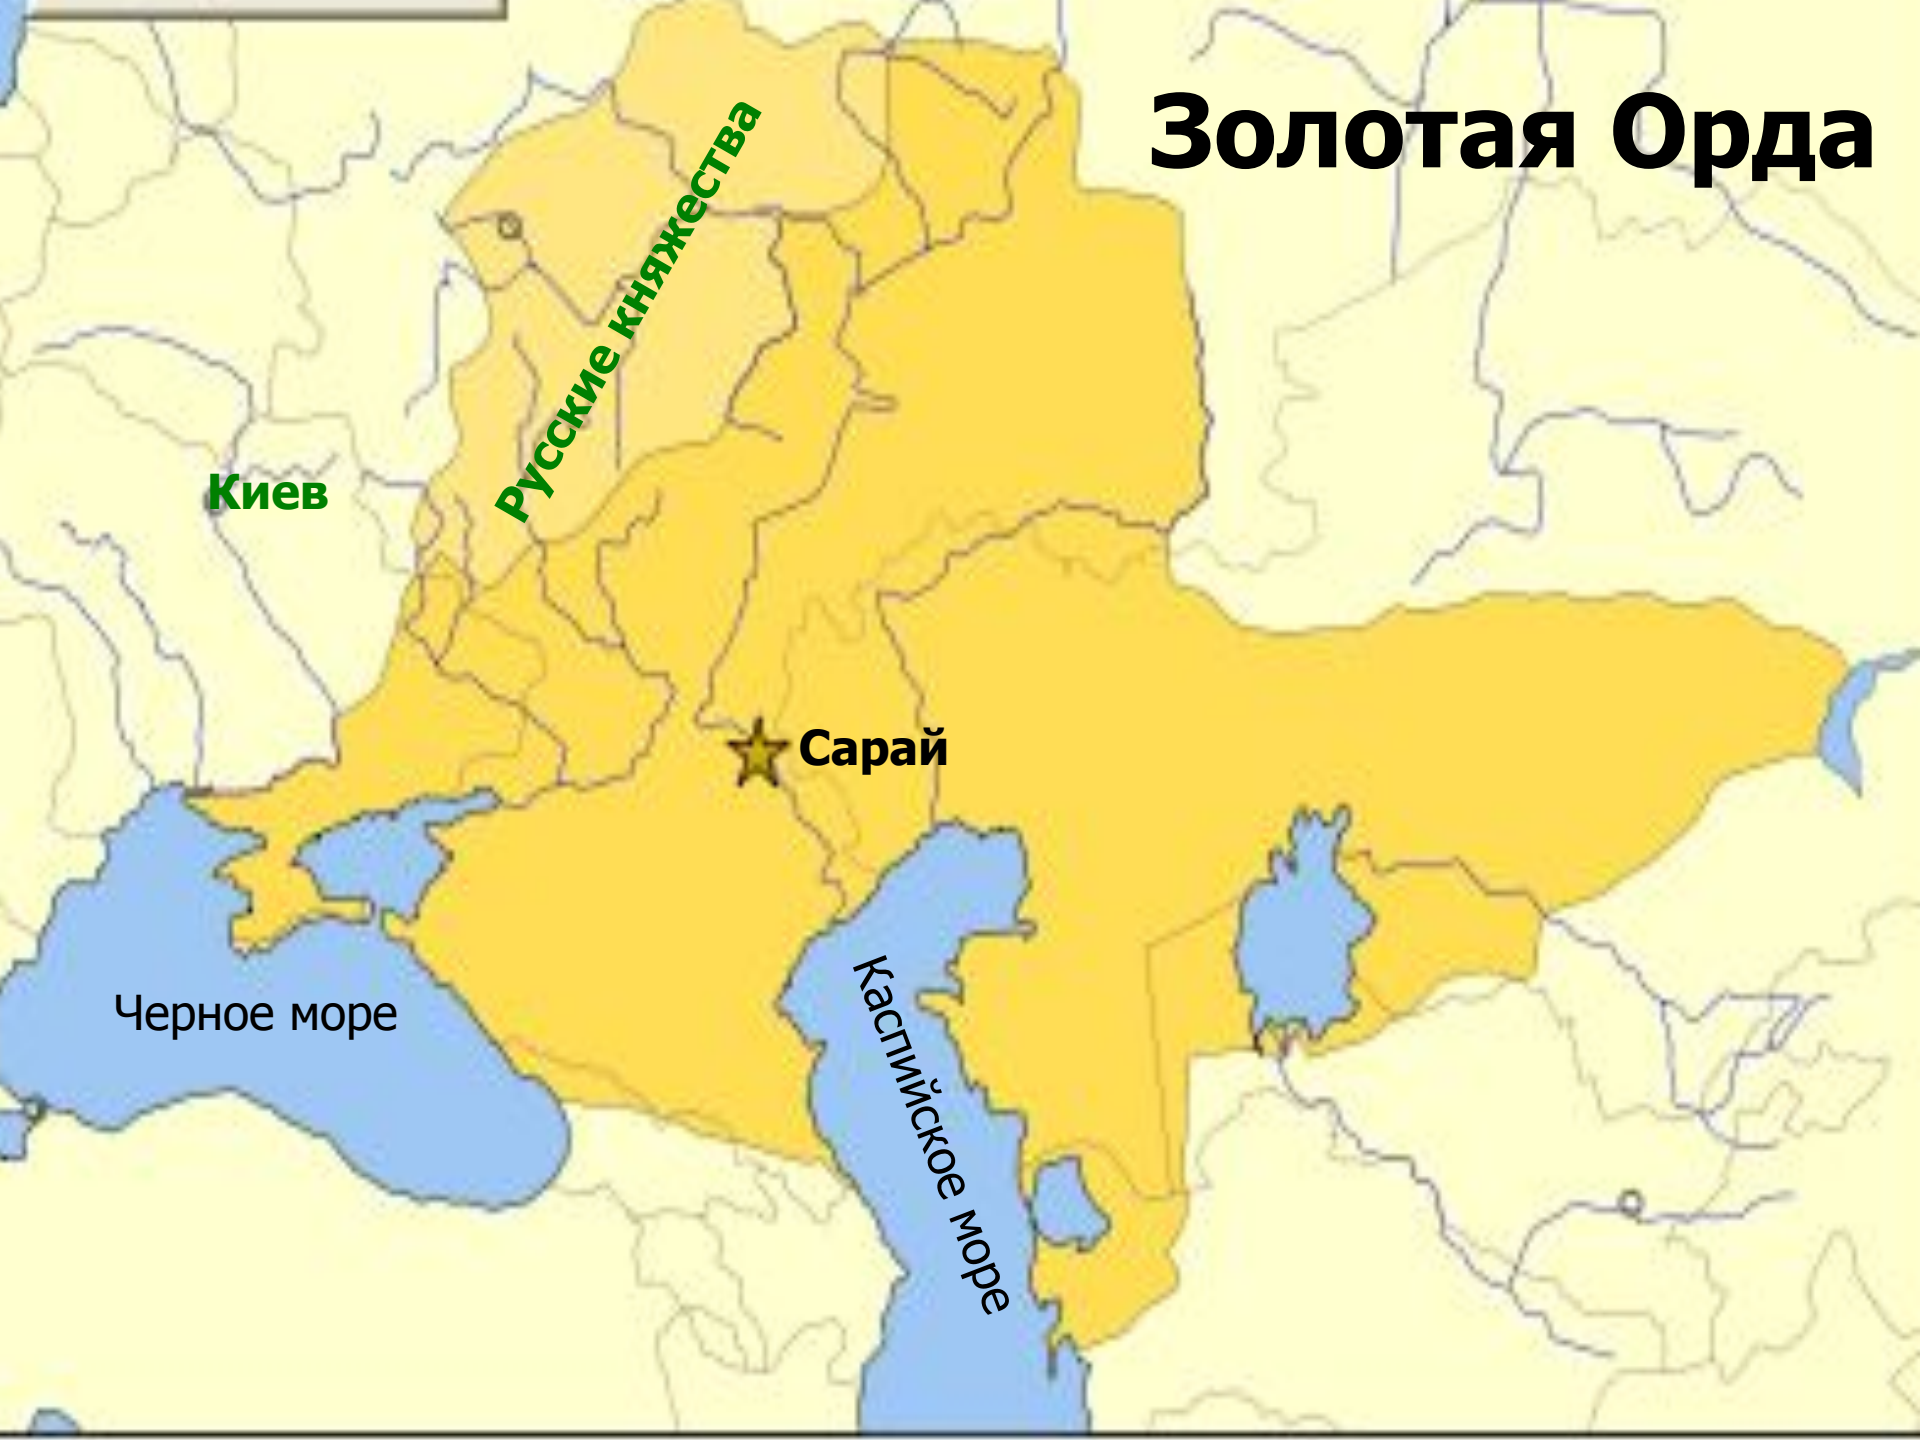 Золотая Орда
Русские княжества
Киев
Сарай
Черное море
Каспийское море